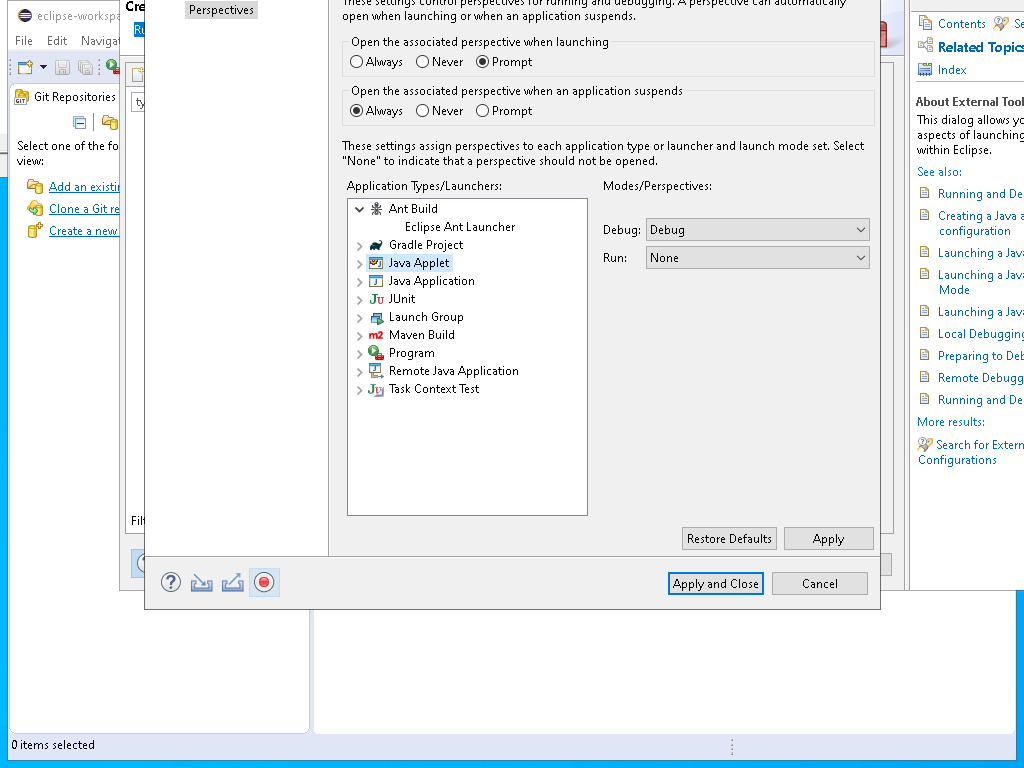 eclipse-workspa
File Edit Navigat
Git Repositories
Select one of the fo
view:
Add an existin
Clone a Git re
Create a new
0 items selected
Cre
Ru
ty
Filt
Perspectives
These settings control perspectives for running and debugging. A perspective can automatically
open when launching or when an application suspends.
Open the associated perspective when launching
Always Never Prompt
Open the associated perspective when an application suspends
Always Never Prompt
These settings assign perspectives to each application type or launcher and launch mode set. Select
"None" to indicate that a perspective should not be opened.
Application Types/Launchers:
Ant Build
Eclipse Ant Launcher
Gradle Project
Java Applet
Java Application
JUnit
Launch Group
Maven Build
Program
Remote Java Application
Task Context Test
Modes/Perspectives:
Debug: Debug
Run: None
Restore Defaults Apply
Apply and Close Cancel
Contents Se
Related Topics
Index
About External Tool
This dialog allows yo
aspects of launching
within Eclipse.
See also:
Running and De
Creating a Java a
configuration
Launching a Java
Launching a Java
Mode
Launching a Java
Local Debugging
Preparing to Deb
Remote Debugg
Running and De
More results:
Search for Extern
Configurations